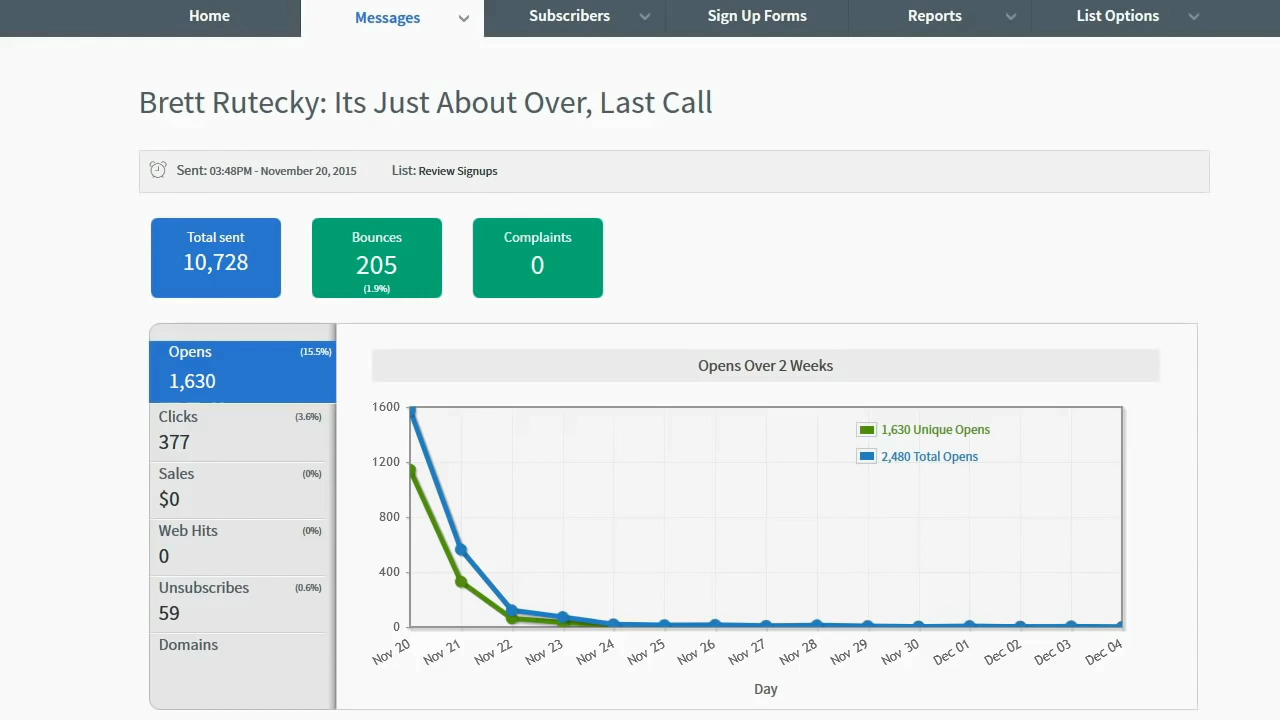 Home Messages Subscribers Sign Up Forms Reports List Options
Brett Rutecky: Its Just About Over, Last Call
Sent: 03:48PM - November 20, 2015 List: Review Signups
Total sent
10,728
Bounces
205
(1.9%)
Complaints
0
Opens (15.5%)
1,630
Clicks (3.6%)
377
Sales (0%)
$0
Web Hits (0%)
0
Unsubscribes (0.6%)
59
Domains
Opens Over 2 Weeks
1600
1200
800
400
0
1,630 Unique Opens
2,480 Total Opens
Nov 20 Nov 21 Nov 22 Nov 23 Nov 24 Nov 25 Nov 26 Nov 27 Nov 28 Nov 29 Nov 30 Dec 01 Dec 02 Dec 03 Dec 04
Day